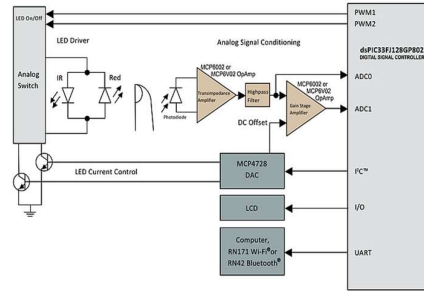 LED On/Off
Analog
Switch
LED Driver
IR
Red
Photodiode
Analog Signal Conditioning
MCP6002 or
MCP6V02
OpAmp
Transimpedance
Amplifier
Highpass
Filter
MCP6002 or
MCP6V02
OpAmp
Gain Stage
Amplifier
DC Offset
LED Current Control
MCP4728
DAC
LCD
Computer,
RN171 Wi-Fi® or
RN42 Bluetooth®
PWM1
PWM2
dsPIC33FJ128GP802
DIGITAL SIGNAL CONTROLLER
ADC0
ADC1
I²C™
I/O
UART